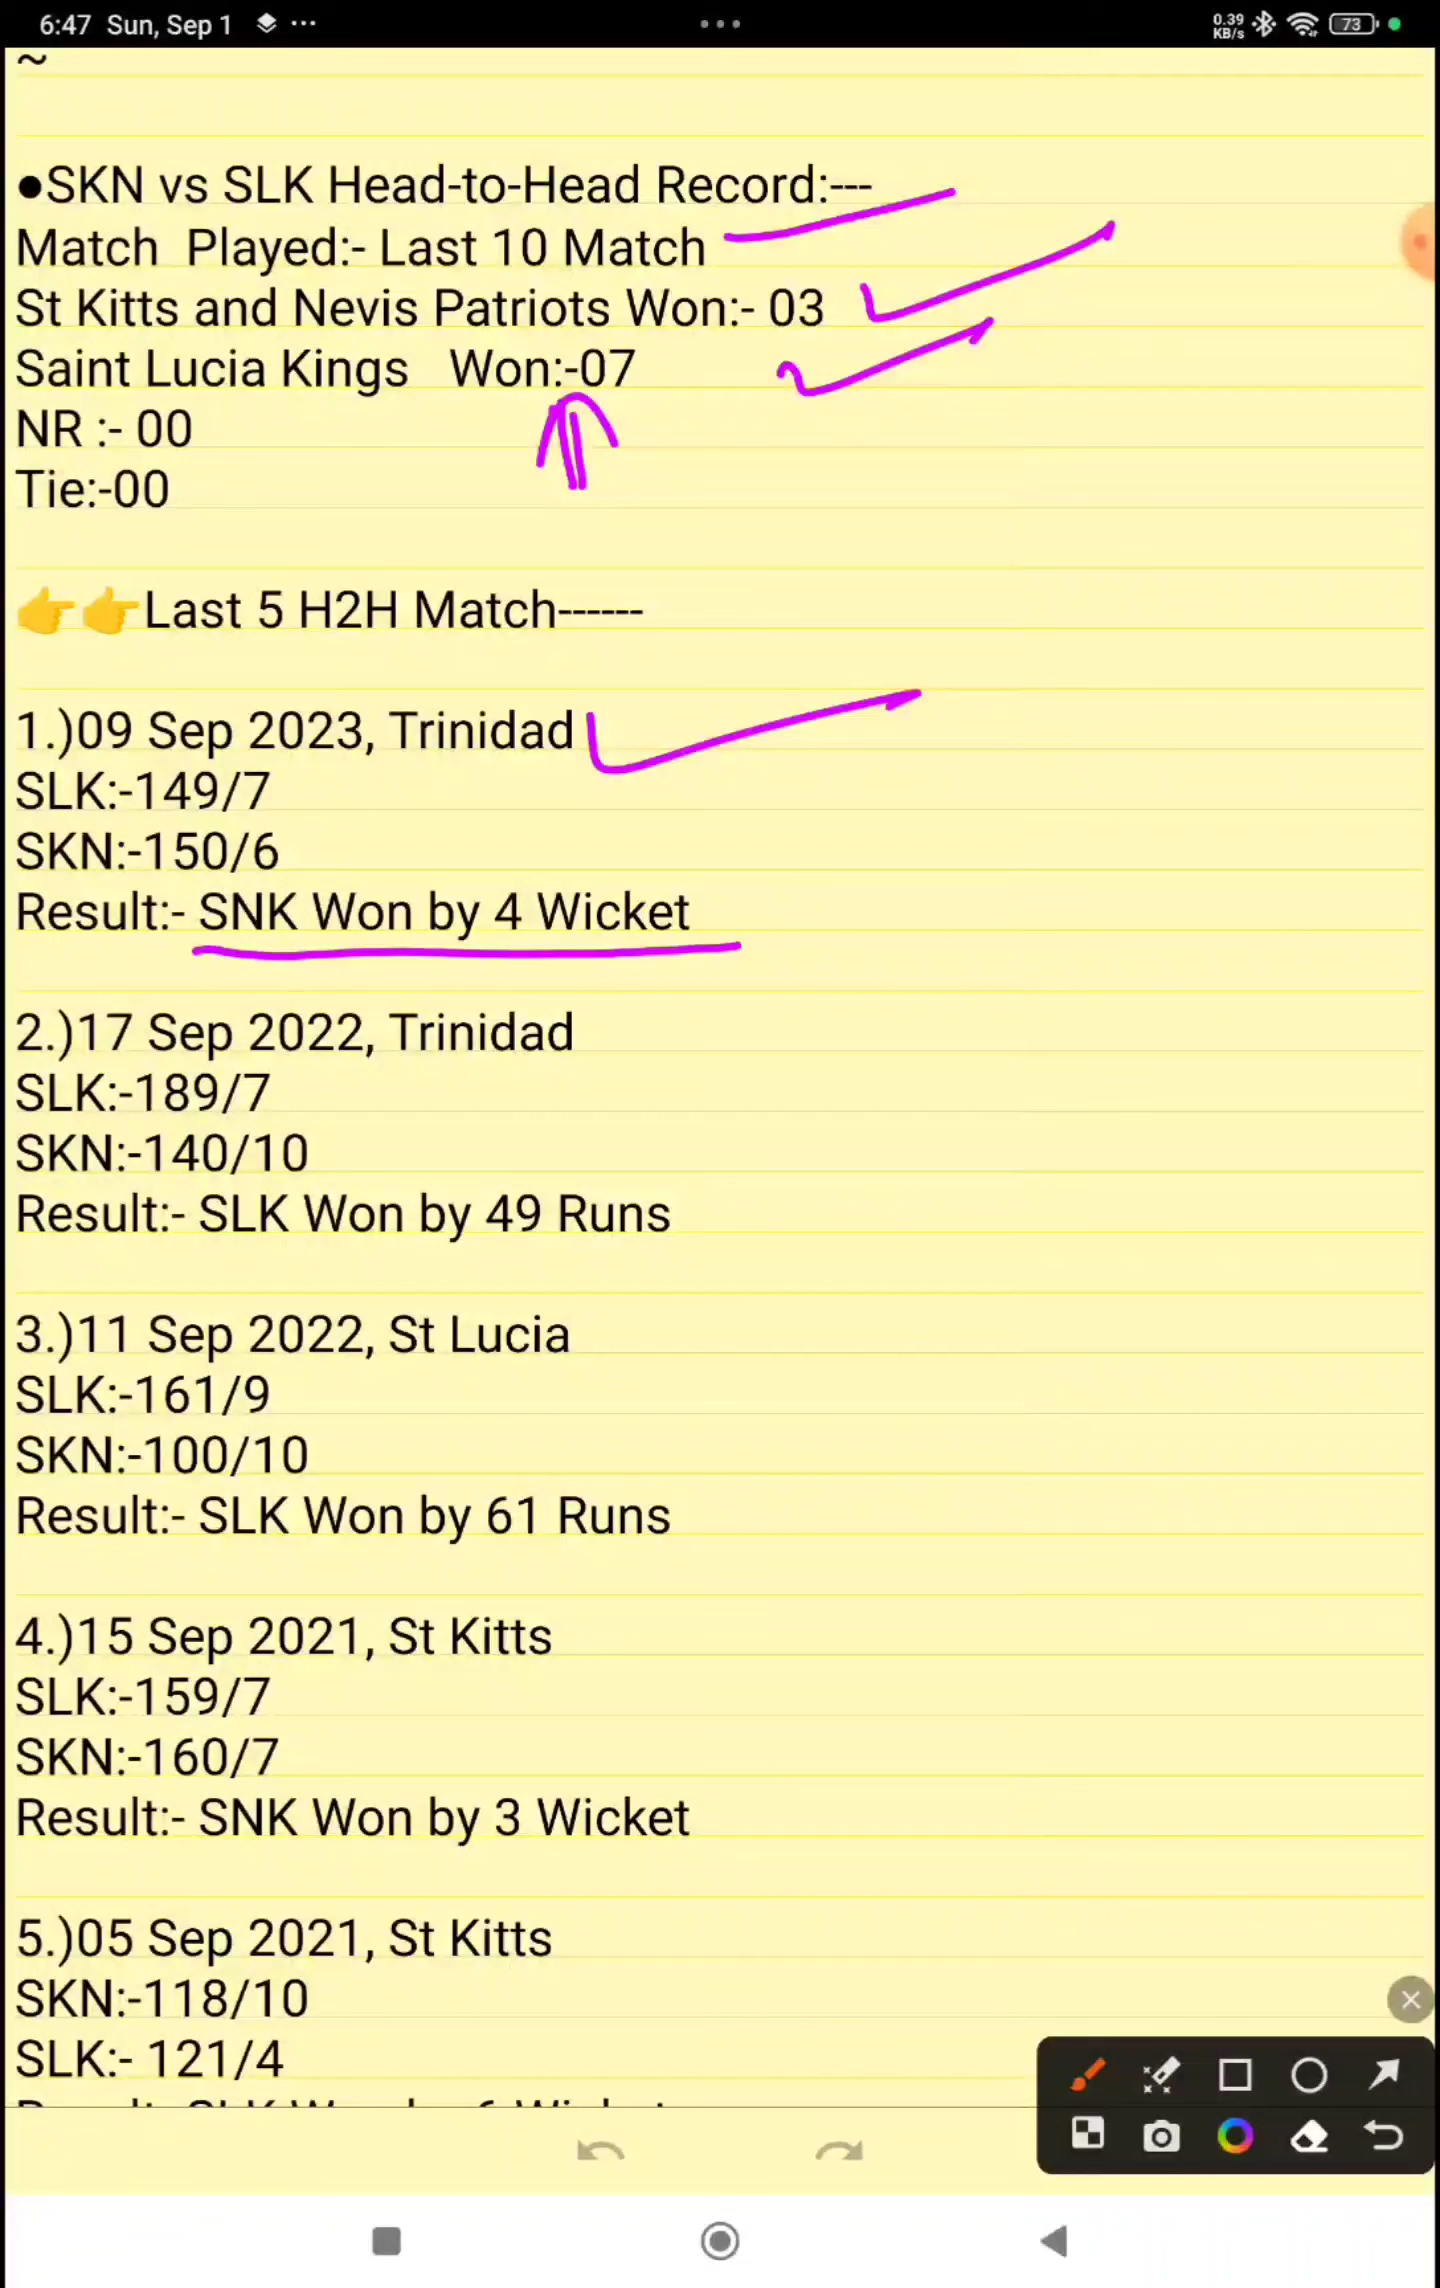 6:47 Sun, Sep 1
0.39
KB/s
73
~
●SKN vs SLK Head-to-Head Record:---
Match Played:- Last 10 Match
St Kitts and Nevis Patriots Won:- 03
Saint Lucia Kings Won:-07
NR :- 00
Tie:-00
👉👉Last 5 H2H Match------
1.)09 Sep 2023, Trinidad
SLK:-149/7
SKN:-150/6
Result:- SNK Won by 4 Wicket
2.)17 Sep 2022, Trinidad
SLK:-189/7
SKN:-140/10
Result:- SLK Won by 49 Runs
3.)11 Sep 2022, St Lucia
SLK:-161/9
SKN:-100/10
Result:- SLK Won by 61 Runs
4.)15 Sep 2021, St Kitts
SLK:-159/7
SKN:-160/7
Result:- SNK Won by 3 Wicket
5.)05 Sep 2021, St Kitts
SKN:-118/10
SLK:- 121/4